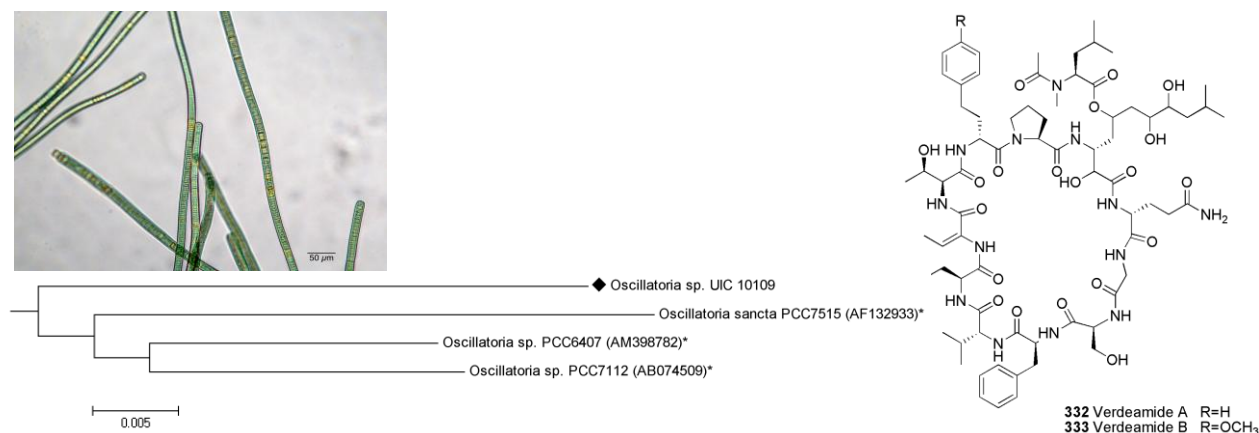 50 µm
Oscillatoria sp. UIC 10109
Oscillatoria sancta PCC7515 (AF132933)*
Oscillatoria sp. PCC6407 (AM398782)*
Oscillatoria sp. PCC7112 (AB074509)*
0.005
R
O
N
O
O
OH
OH
OH
HN
O
N
O
H
N
HO
O
HN
O
NH₂
O
HN
O
HN
O
NH
O
HN
O
N
H
O
NH
O
OH
NH
O
HN
O
332 Verdeamide A R=H
333 Verdeamide B R=OCH₃